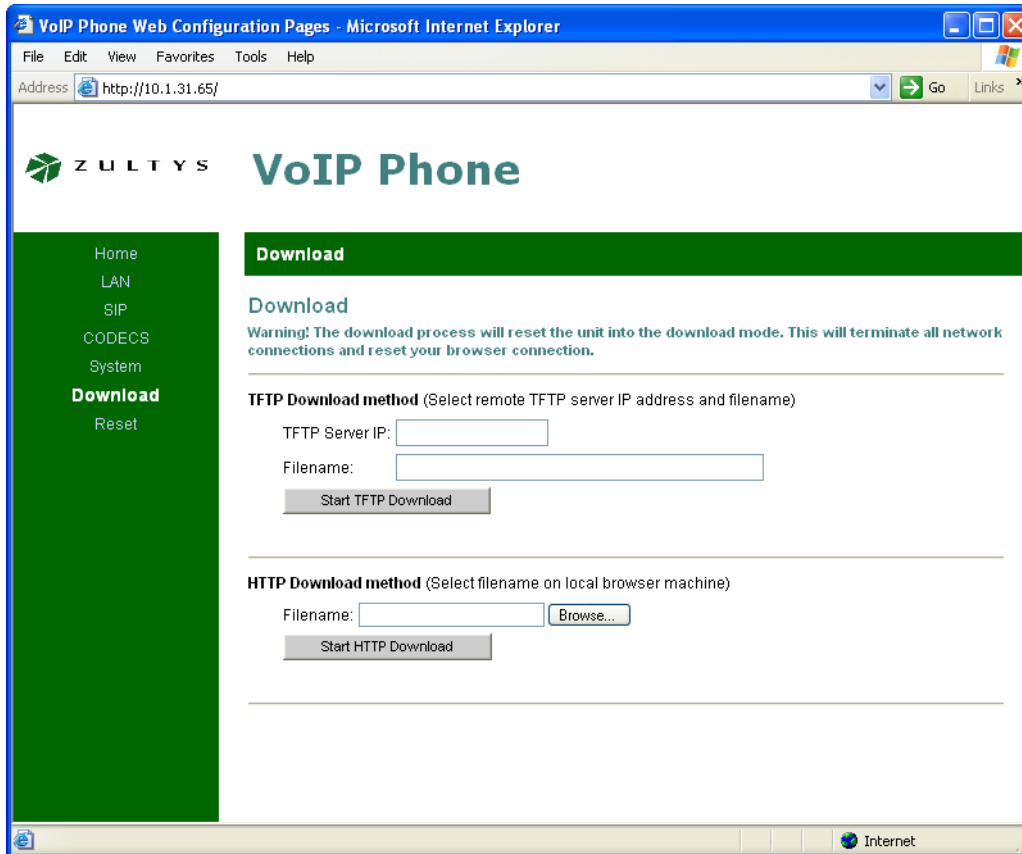 VoIP Phone Web Configuration Pages - Microsoft Internet Explorer
File Edit View Favorites Tools Help
Address http://10.1.31.65/ Go Links »
ZULTYS
VoIP Phone
Home
LAN
SIP
CODECS
System
Download
Reset
Download
Download
Warning! The download process will reset the unit into the download mode. This will terminate all network
connections and reset your browser connection.
TFTP Download method (Select remote TFTP server IP address and filename)
TFTP Server IP:
Filename:
Start TFTP Download
HTTP Download method (Select filename on local browser machine)
Filename: Browse...
Start HTTP Download
Internet